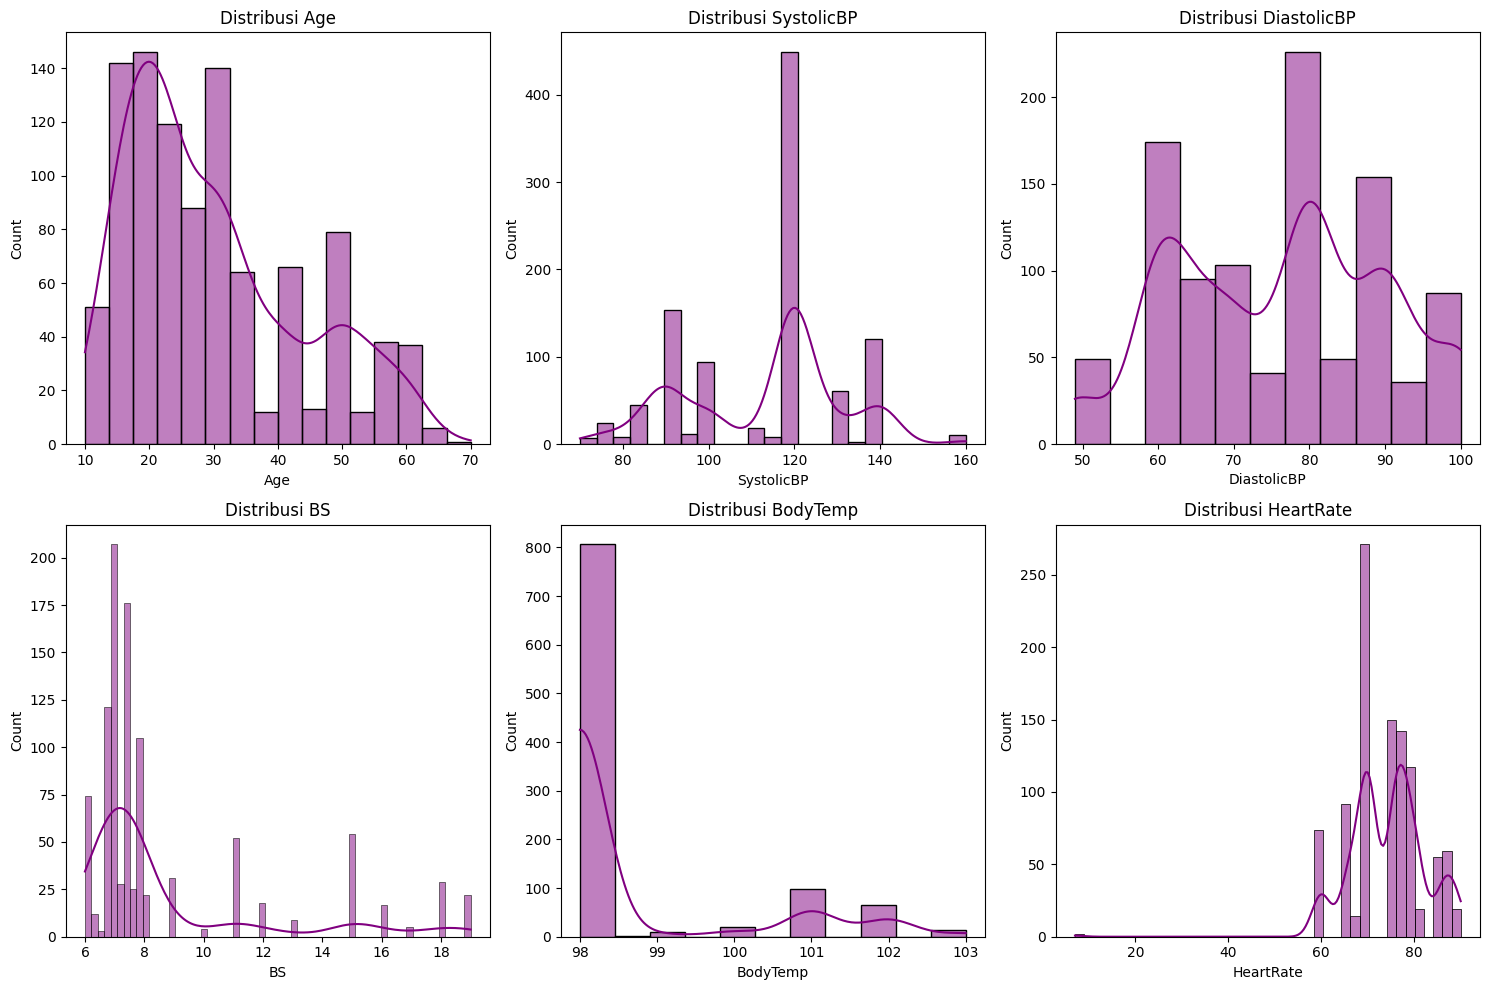 Distribusi Age
Count
140
120
100
80
60
40
20
0
10 20 30 40 50 60 70
Age
Distribusi SystolicBP
Count
400
300
200
100
0
80 100 120 140 160
SystolicBP
Distribusi DiastolicBP
Count
200
150
100
50
0
50 60 70 80 90 100
DiastolicBP
Distribusi BS
Count
200
175
150
125
100
75
50
25
0
6 8 10 12 14 16 18
BS
Distribusi BodyTemp
Count
800
700
600
500
400
300
200
100
0
98 99 100 101 102 103
BodyTemp
Distribusi HeartRate
Count
250
200
150
100
50
0
20 40 60 80
HeartRate